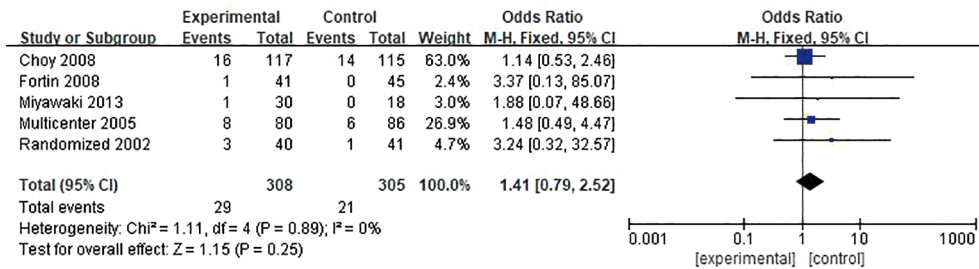 Experimental Control Odds Ratio Odds Ratio
Study or Subgroup Events Total Events Total Weight M-H, Fixed, 95% CI M-H, Fixed, 95% CI
Choy 2008 16 117 14 115 63.0% 1.14 [0.53, 2.46]
Fortin 2008 1 41 0 45 2.4% 3.37 [0.13, 85.07]
Miyawaki 2013 1 30 0 18 3.0% 1.88 [0.07, 48.66]
Multicenter 2005 8 80 6 86 26.9% 1.48 [0.49, 4.47]
Randomized 2002 3 40 1 41 4.7% 3.24 [0.32, 32.57]
Total (95% CI) 308 305 100.0% 1.41 [0.79, 2.52]
Total events 29 21
Heterogeneity: Chi² = 1.11, df = 4 (P = 0.89); I² = 0%
Test for overall effect: Z = 1.15 (P = 0.25)
0.001 0.1 1 10 1000
[experimental] [control]